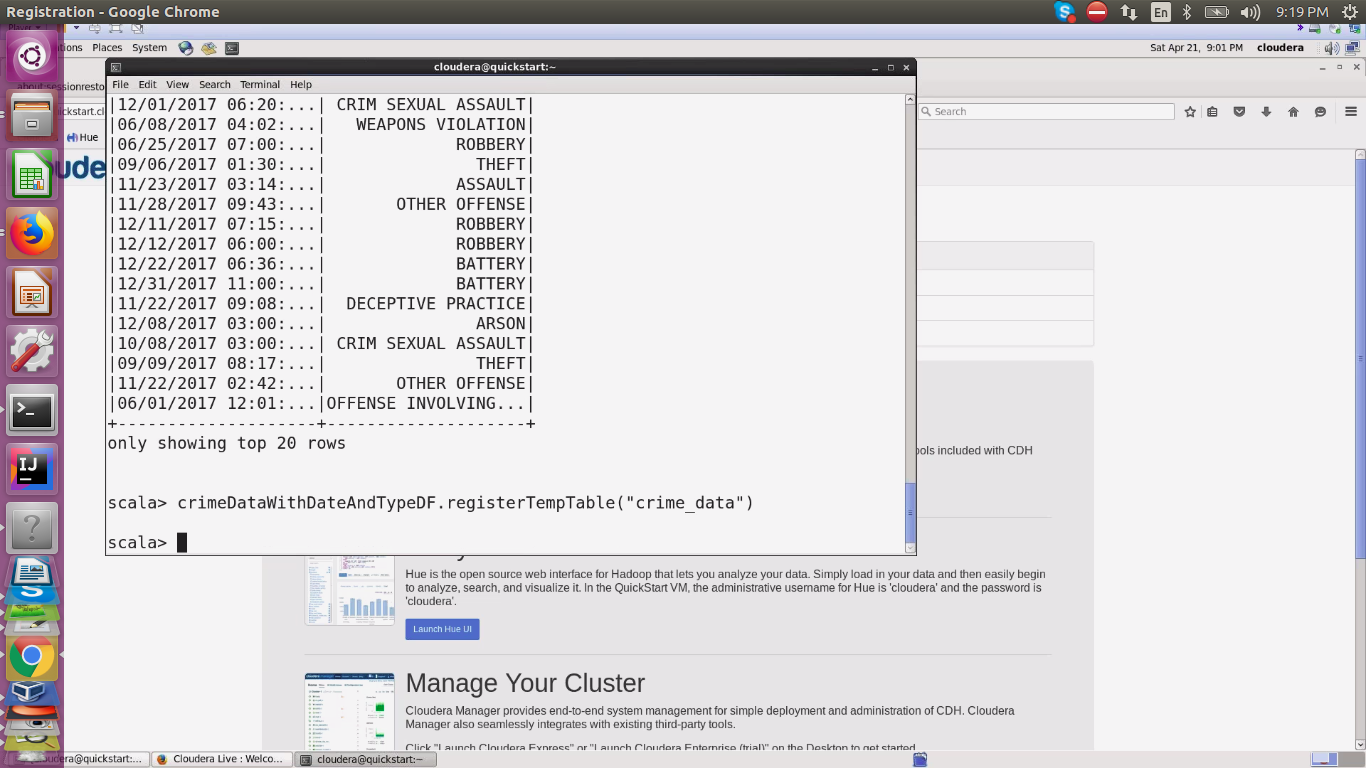 Registration - Google Chrome
En
9:19 PM
Places System
Sat Apr 21, 9:01 PM cloudera
cloudera@quickstart:~
File Edit View Search Terminal Help
Search
Hue
|12/01/2017 06:20:...| CRIM SEXUAL ASSAULT|
|06/08/2017 04:02:...|   WEAPONS VIOLATION|
|06/25/2017 07:00:...|             ROBBERY|
|09/06/2017 01:30:...|               THEFT|
|11/23/2017 03:14:...|             ASSAULT|
|11/28/2017 09:43:...|       OTHER OFFENSE|
|12/11/2017 07:15:...|             ROBBERY|
|12/12/2017 06:00:...|             ROBBERY|
|12/22/2017 06:36:...|             BATTERY|
|12/31/2017 11:00:...|             BATTERY|
|11/22/2017 09:08:...|  DECEPTIVE PRACTICE|
|12/08/2017 03:00:...|               ARSON|
|10/08/2017 03:00:...| CRIM SEXUAL ASSAULT|
|09/09/2017 08:17:...|               THEFT|
|11/22/2017 02:42:...|       OTHER OFFENSE|
|06/01/2017 12:01:...|OFFENSE INVOLVING...|
+--------------------+--------------------+
only showing top 20 rows
scala> crimeDataWithDateAndTypeDF.registerTempTable("crime_data")
scala>
ools included with CDH
Hue is the open source web interface for Hadoop that lets you analyze your data. Simply load in your data and then easily begin
to analyze, search, and visualize it. In the QuickStart VM, the administrative username for Hue is 'cloudera' and the password is
'cloudera'.
Launch Hue UI
Manage Your Cluster
Cloudera Manager provides end-to-end system management for simple deployment and administration of CDH. Cloudera
Manager also seamlessly integrates with existing third-party tools.
Click "Launch Cloudera Express" or "Launch Cloudera Enterprise (trial)" on the Desktop to get started
cloudera@quickstart:...
Cloudera Live : Welco...
cloudera@quickstart:~